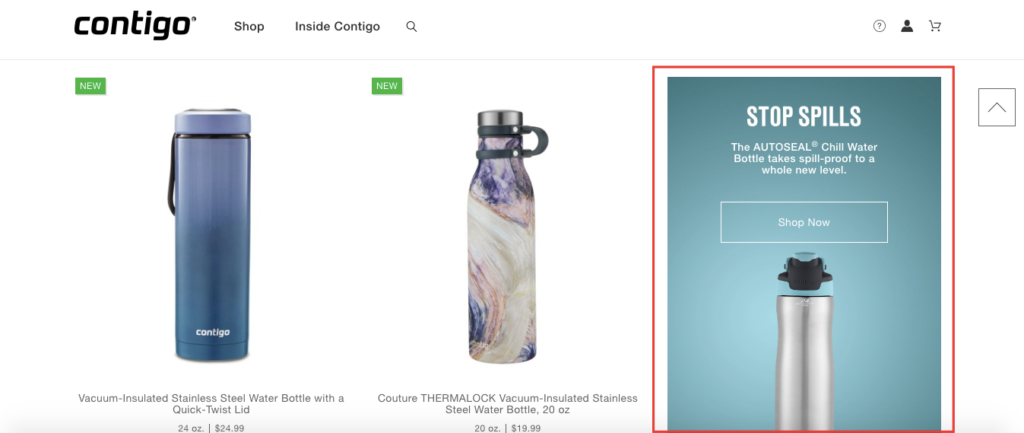 contigo®
Shop
Inside Contigo
NEW
contigo
Vacuum-Insulated Stainless Steel Water Bottle with a
Quick-Twist Lid
24 oz. | $24.99
NEW
Couture THERMALOCK Vacuum-Insulated Stainless
Steel Water Bottle, 20 oz
20 oz. | $19.99
STOP SPILLS
The AUTOSEAL® Chill Water
Bottle takes spill-proof to a
whole new level.
Shop Now